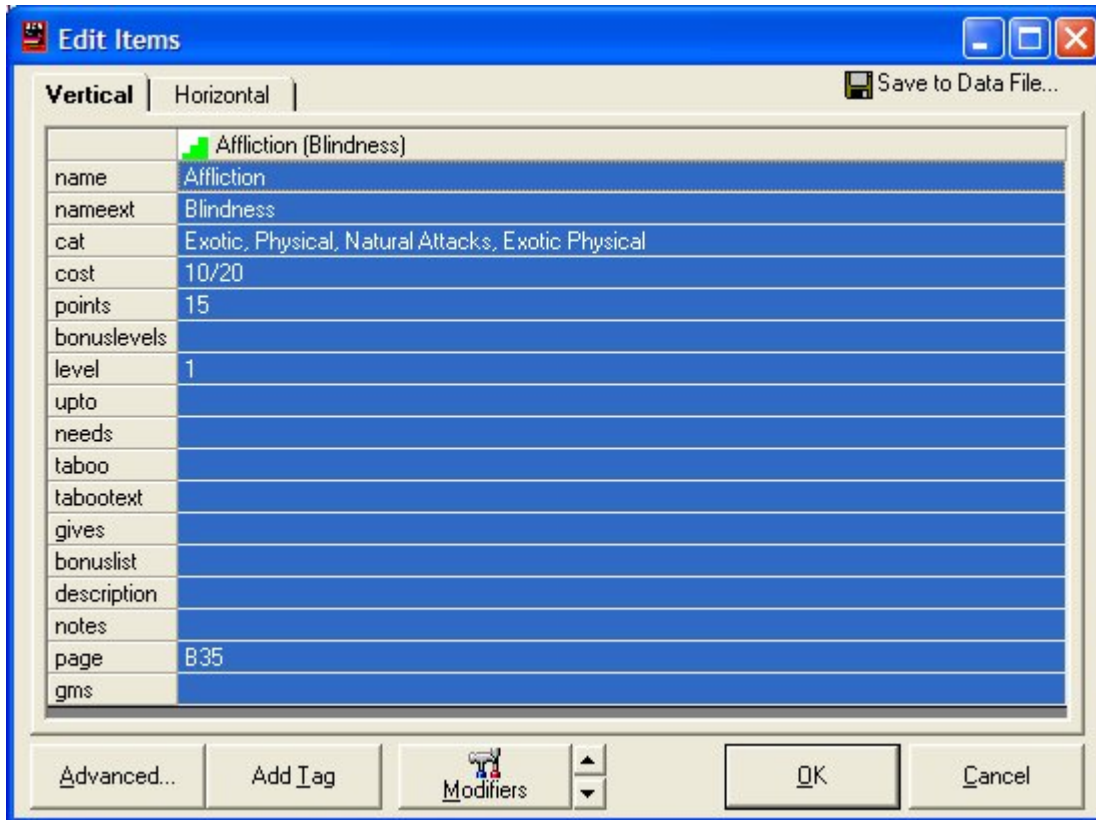 Edit Items
Vertical Horizontal Save to Data File...
Affliction (Blindness)
name Affliction
nameext Blindness
cat Exotic, Physical, Natural Attacks, Exotic Physical
cost 10/20
points 15
bonuslevels
level 1
upto
needs
taboo
tabootext
gives
bonuslist
description
notes
page B35
gms
Advanced... Add Tag Modifiers OK Cancel